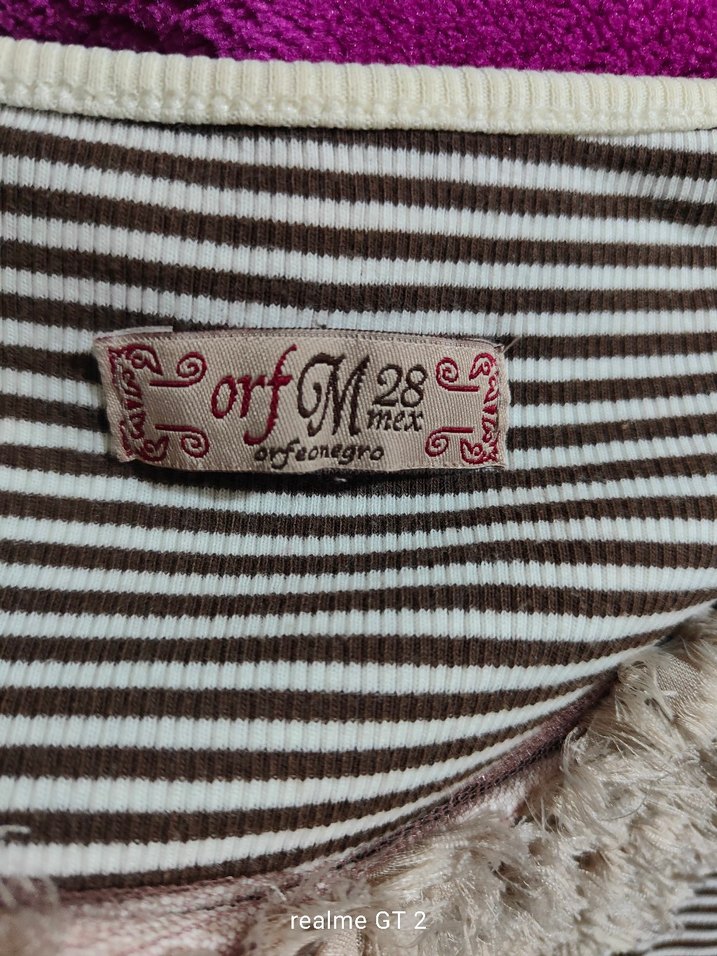 orf M 28
mex
orfeonegro
realme GT 2